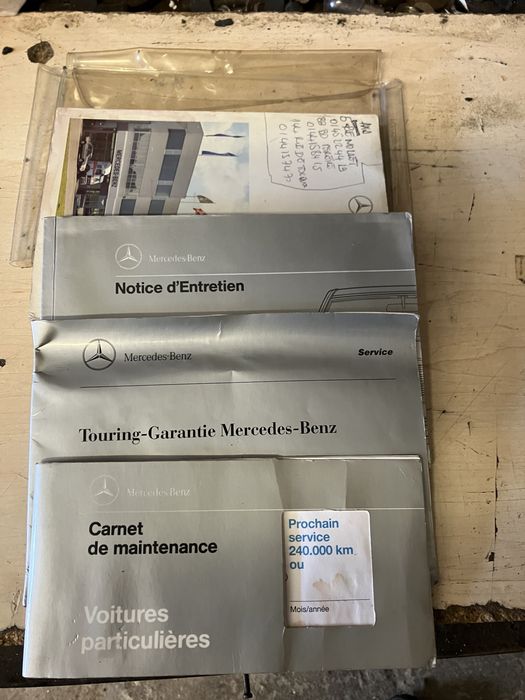 Mercedes-Benz
Notice d'Entretien
Mercedes-Benz
Service
Touring-Garantie Mercedes-Benz
Mercedes-Benz
Carnet
de maintenance
Prochain
service
240.000 km
ou
Mois/année
Voitures
particulières